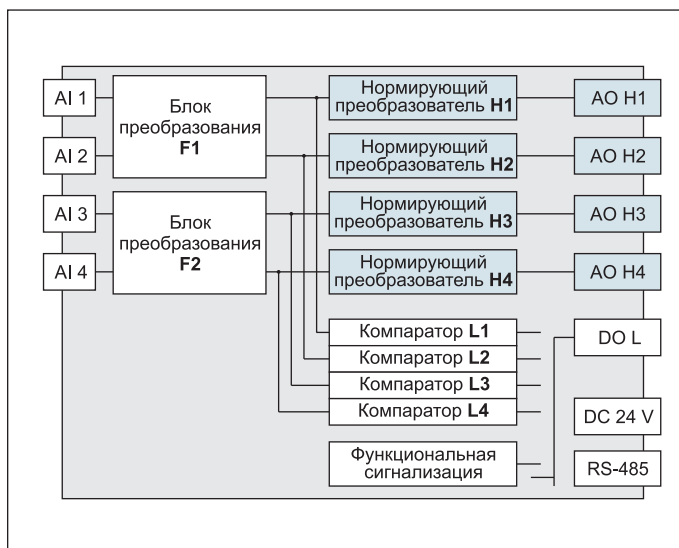 AI 1
AI 2
AI 3
AI 4
Блок
преобразования
F1
Блок
преобразования
F2
Нормирующий
преобразователь H1
Нормирующий
преобразователь H2
Нормирующий
преобразователь H3
Нормирующий
преобразователь H4
Компаратор L1
Компаратор L2
Компаратор L3
Компаратор L4
Функциональная
сигнализация
AO H1
AO H2
AO H3
AO H4
DO L
DC 24 V
RS-485